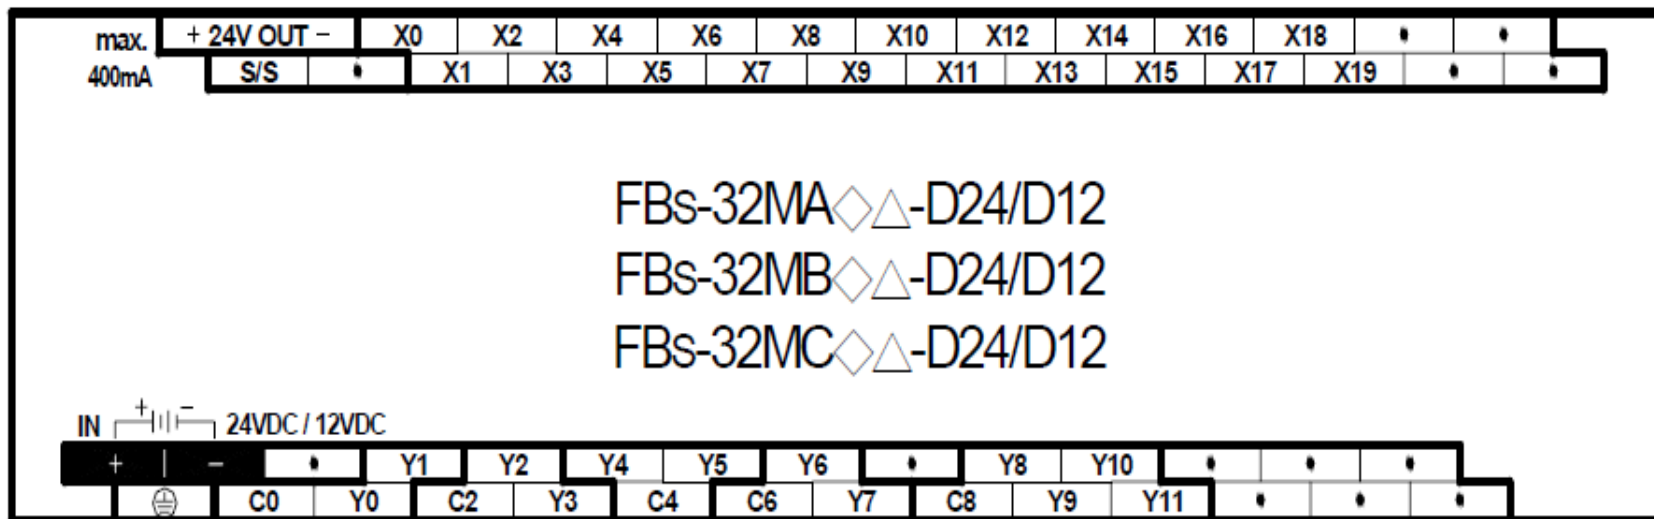 max. + 24V OUT − X0 X2 X4 X6 X8 X10 X12 X14 X16 X18 • •
400mA S/S • X1 X3 X5 X7 X9 X11 X13 X15 X17 X19 • •
FBs-32MA◇△-D24/D12
FBs-32MB◇△-D24/D12
FBs-32MC◇△-D24/D12
IN + − 24VDC / 12VDC
+ − • Y1 Y2 Y4 Y5 Y6 • Y8 Y10 • • •
C0 Y0 C2 Y3 C4 C6 Y7 C8 Y9 Y11 • • •